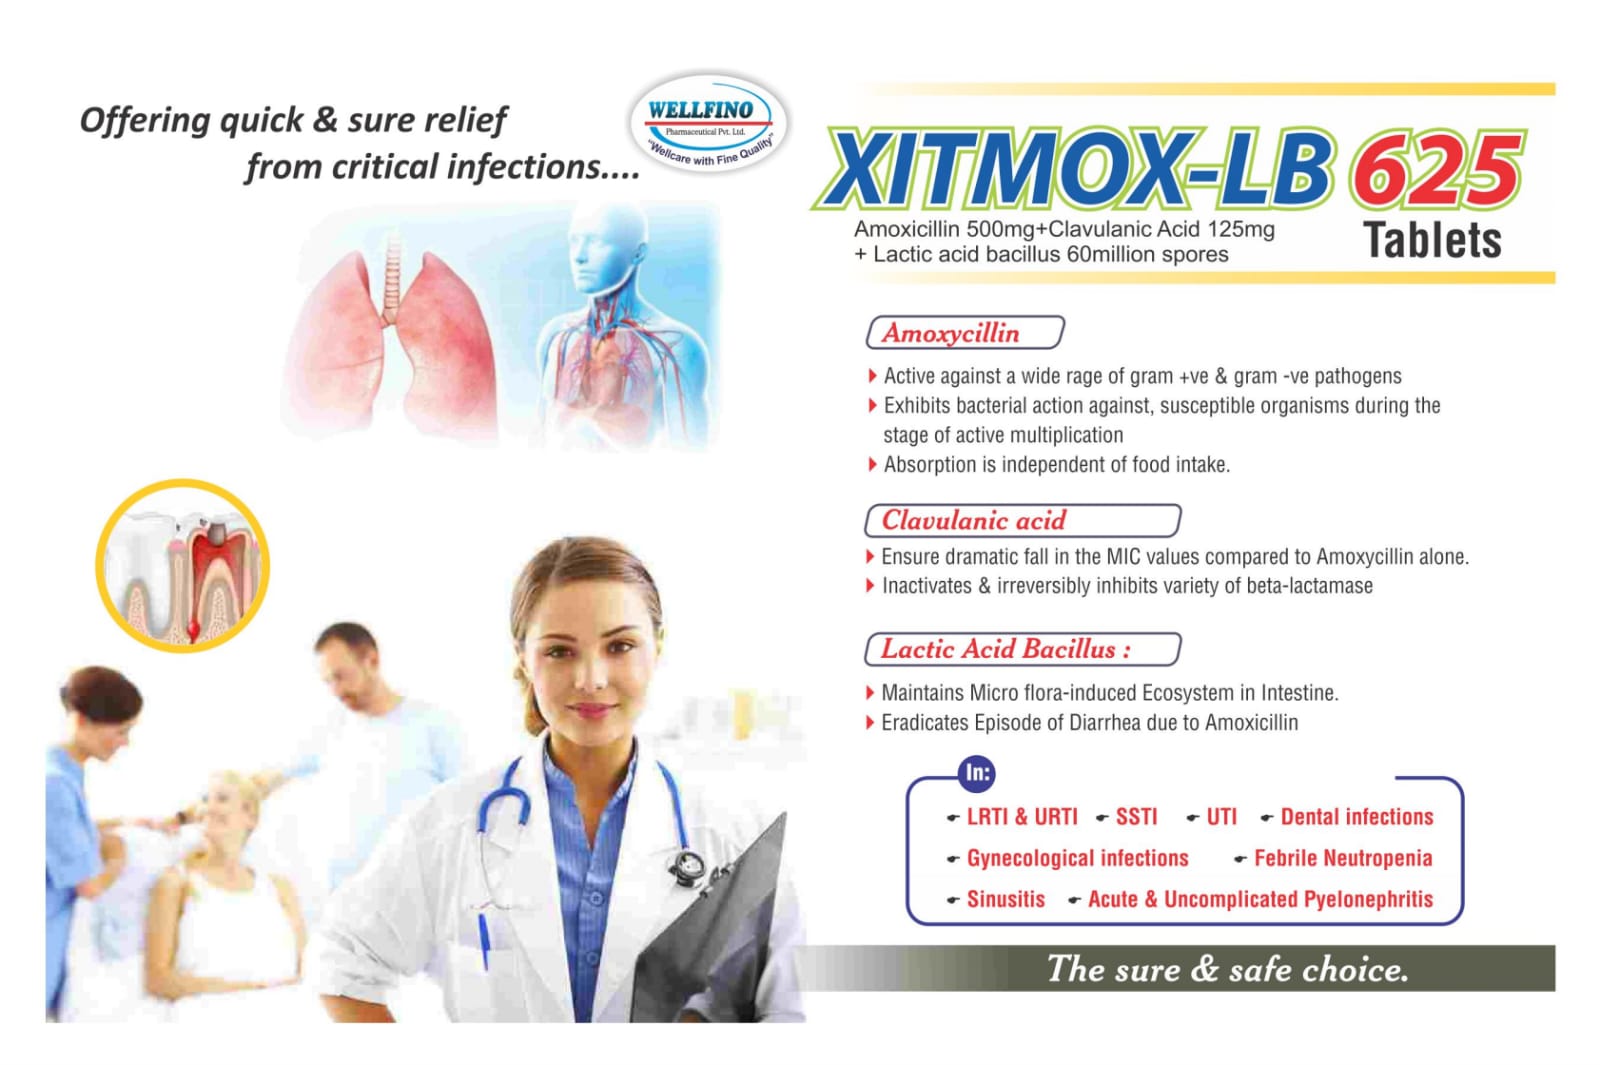 Offering quick & sure relief
from critical infections....
WELLFINO
Pharmaceutical Pvt. Ltd.
"Wellcare with Fine Quality"
XITMOX-LB 625
Tablets
Amoxicillin 500mg+Clavulanic Acid 125mg
+ Lactic acid bacillus 60million spores
Amoxycillin
Active against a wide rage of gram +ve & gram -ve pathogens
Exhibits bacterial action against, susceptible organisms during the
stage of active multiplication
Absorption is independent of food intake.
Clavulanic acid
Ensure dramatic fall in the MIC values compared to Amoxycillin alone.
Inactivates & irreversibly inhibits variety of beta-lactamase
Lactic Acid Bacillus :
Maintains Micro flora-induced Ecosystem in Intestine.
Eradicates Episode of Diarrhea due to Amoxicillin
In:
LRTI & URTI SSTI UTI Dental infections
Gynecological infections Febrile Neutropenia
Sinusitis Acute & Uncomplicated Pyelonephritis
The sure & safe choice.